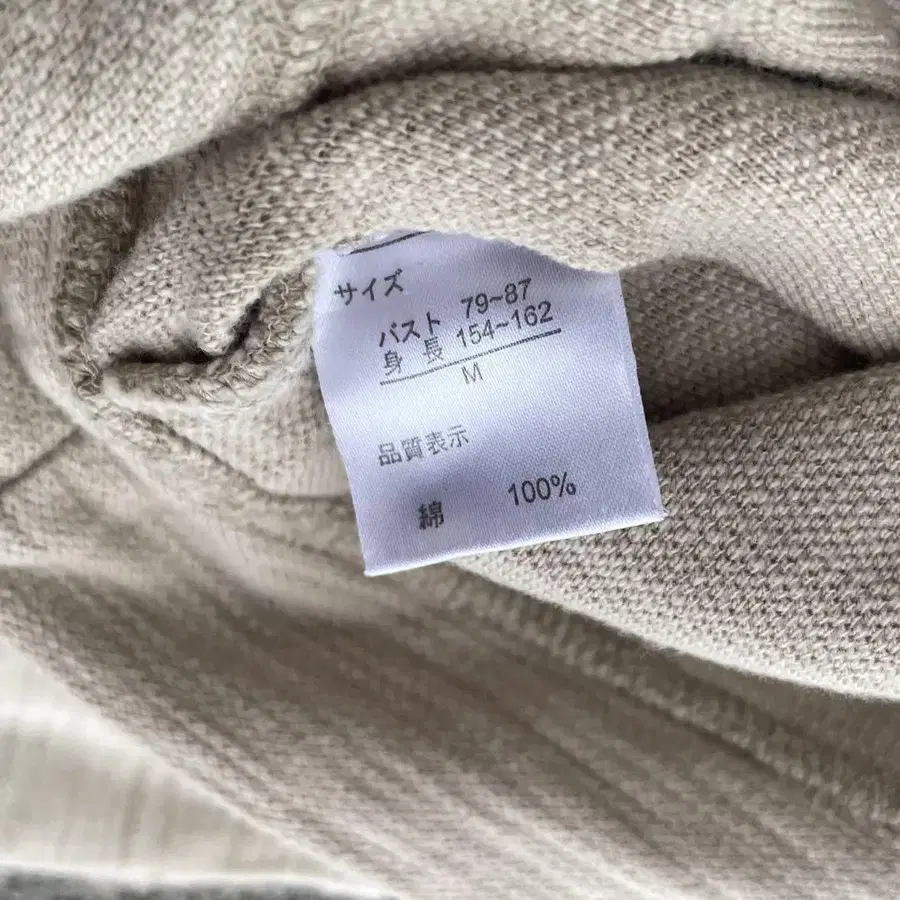 サイズ
バスト 79~87
身長 154~162
M
品質表示
綿 100%